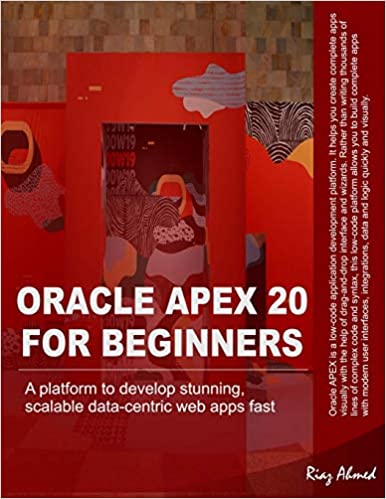 ORACLE APEX 20
FOR BEGINNERS
A platform to develop stunning,
scalable data-centric web apps fast
Oracle APEX is a low-code application development platform. It helps you create complete apps
visually with the help of drag-and-drop interface and wizards. Rather than writing thousands of
lines of complex code and syntax, this low-code platform allows you to build complete apps
with modern user interfaces, integrations, data and logic quickly and visually.
Riaz Ahmed